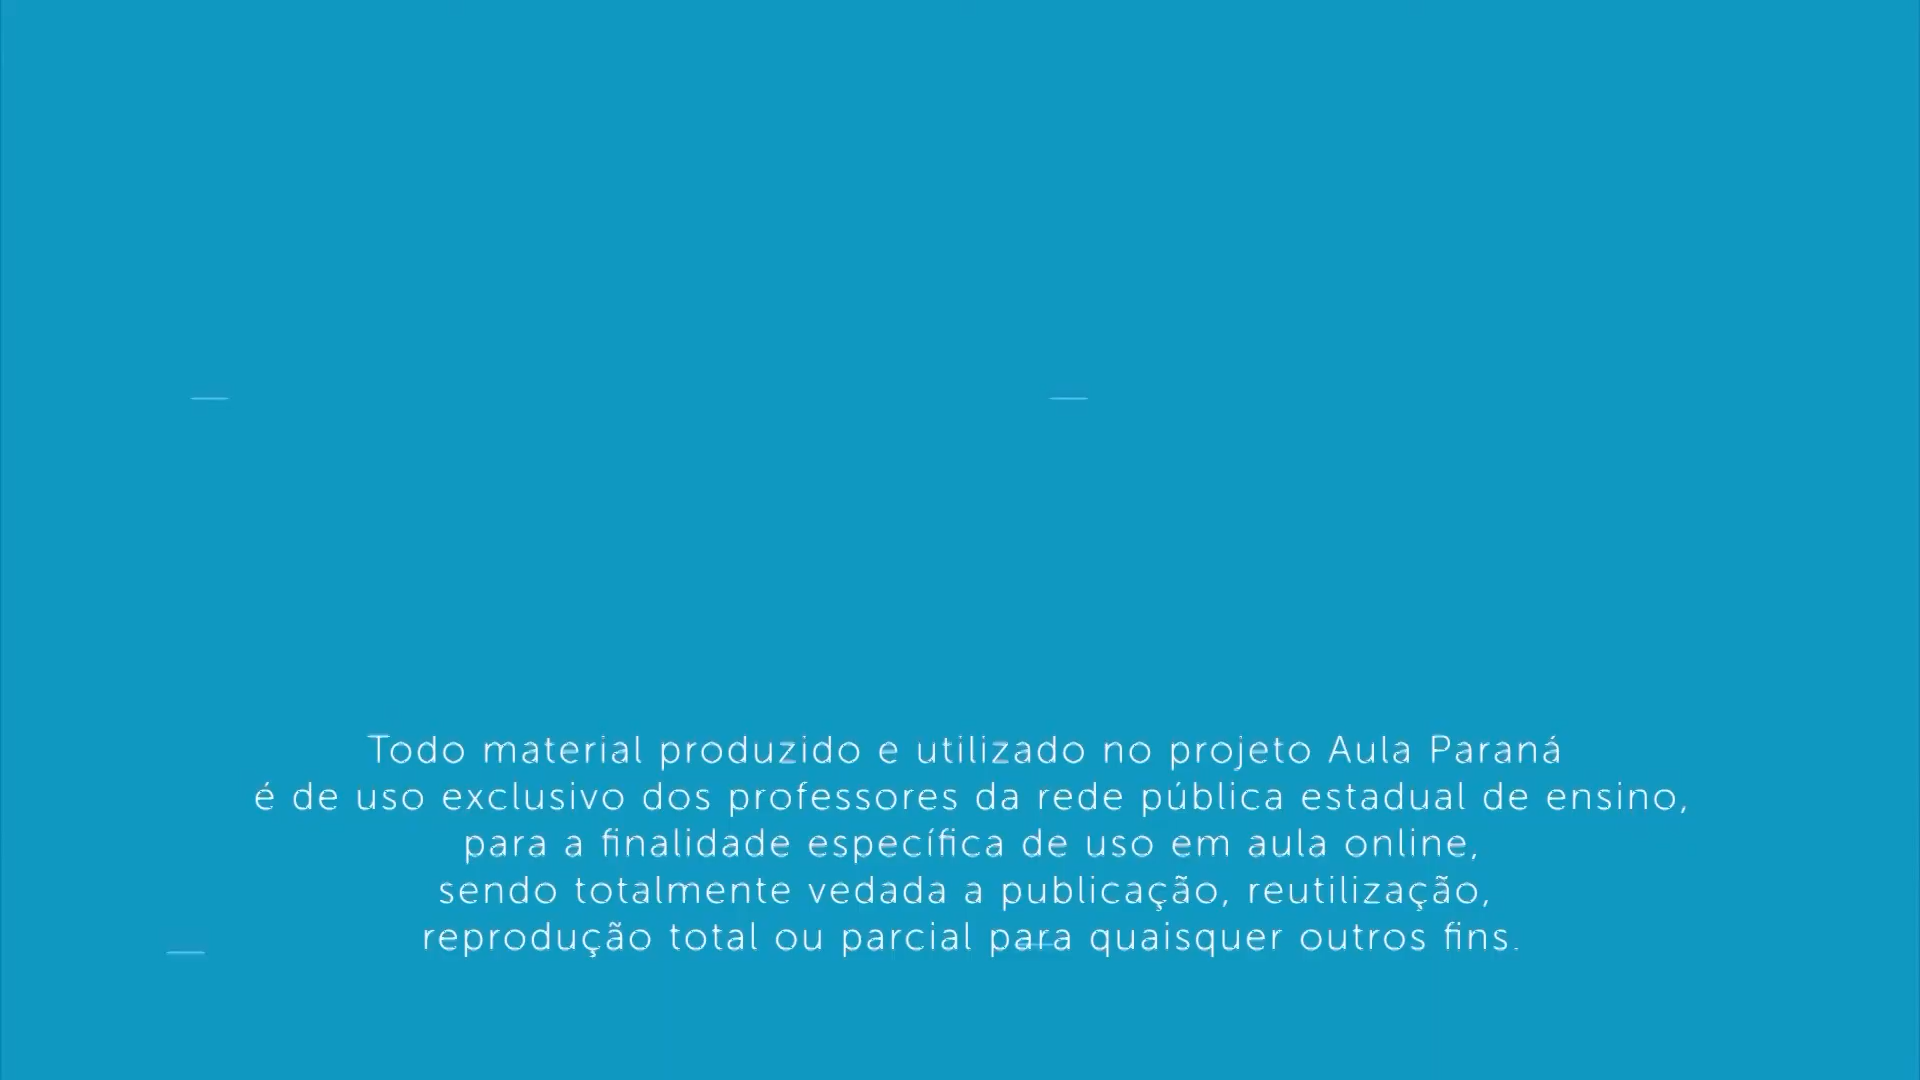 Todo material produzido e utilizado no projeto Aula Paraná
é de uso exclusivo dos professores da rede pública estadual de ensino,
para a finalidade específica de uso em aula online,
sendo totalmente vedada a publicação, reutilização,
reprodução total ou parcial para quaisquer outros fins.